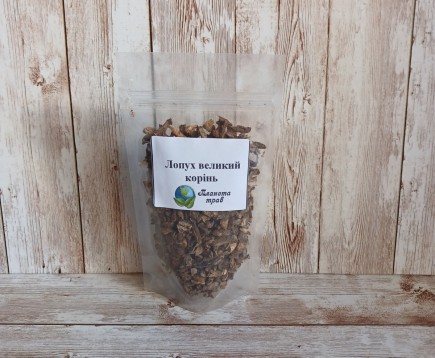 Лопух великий
корінь
Планета
трав